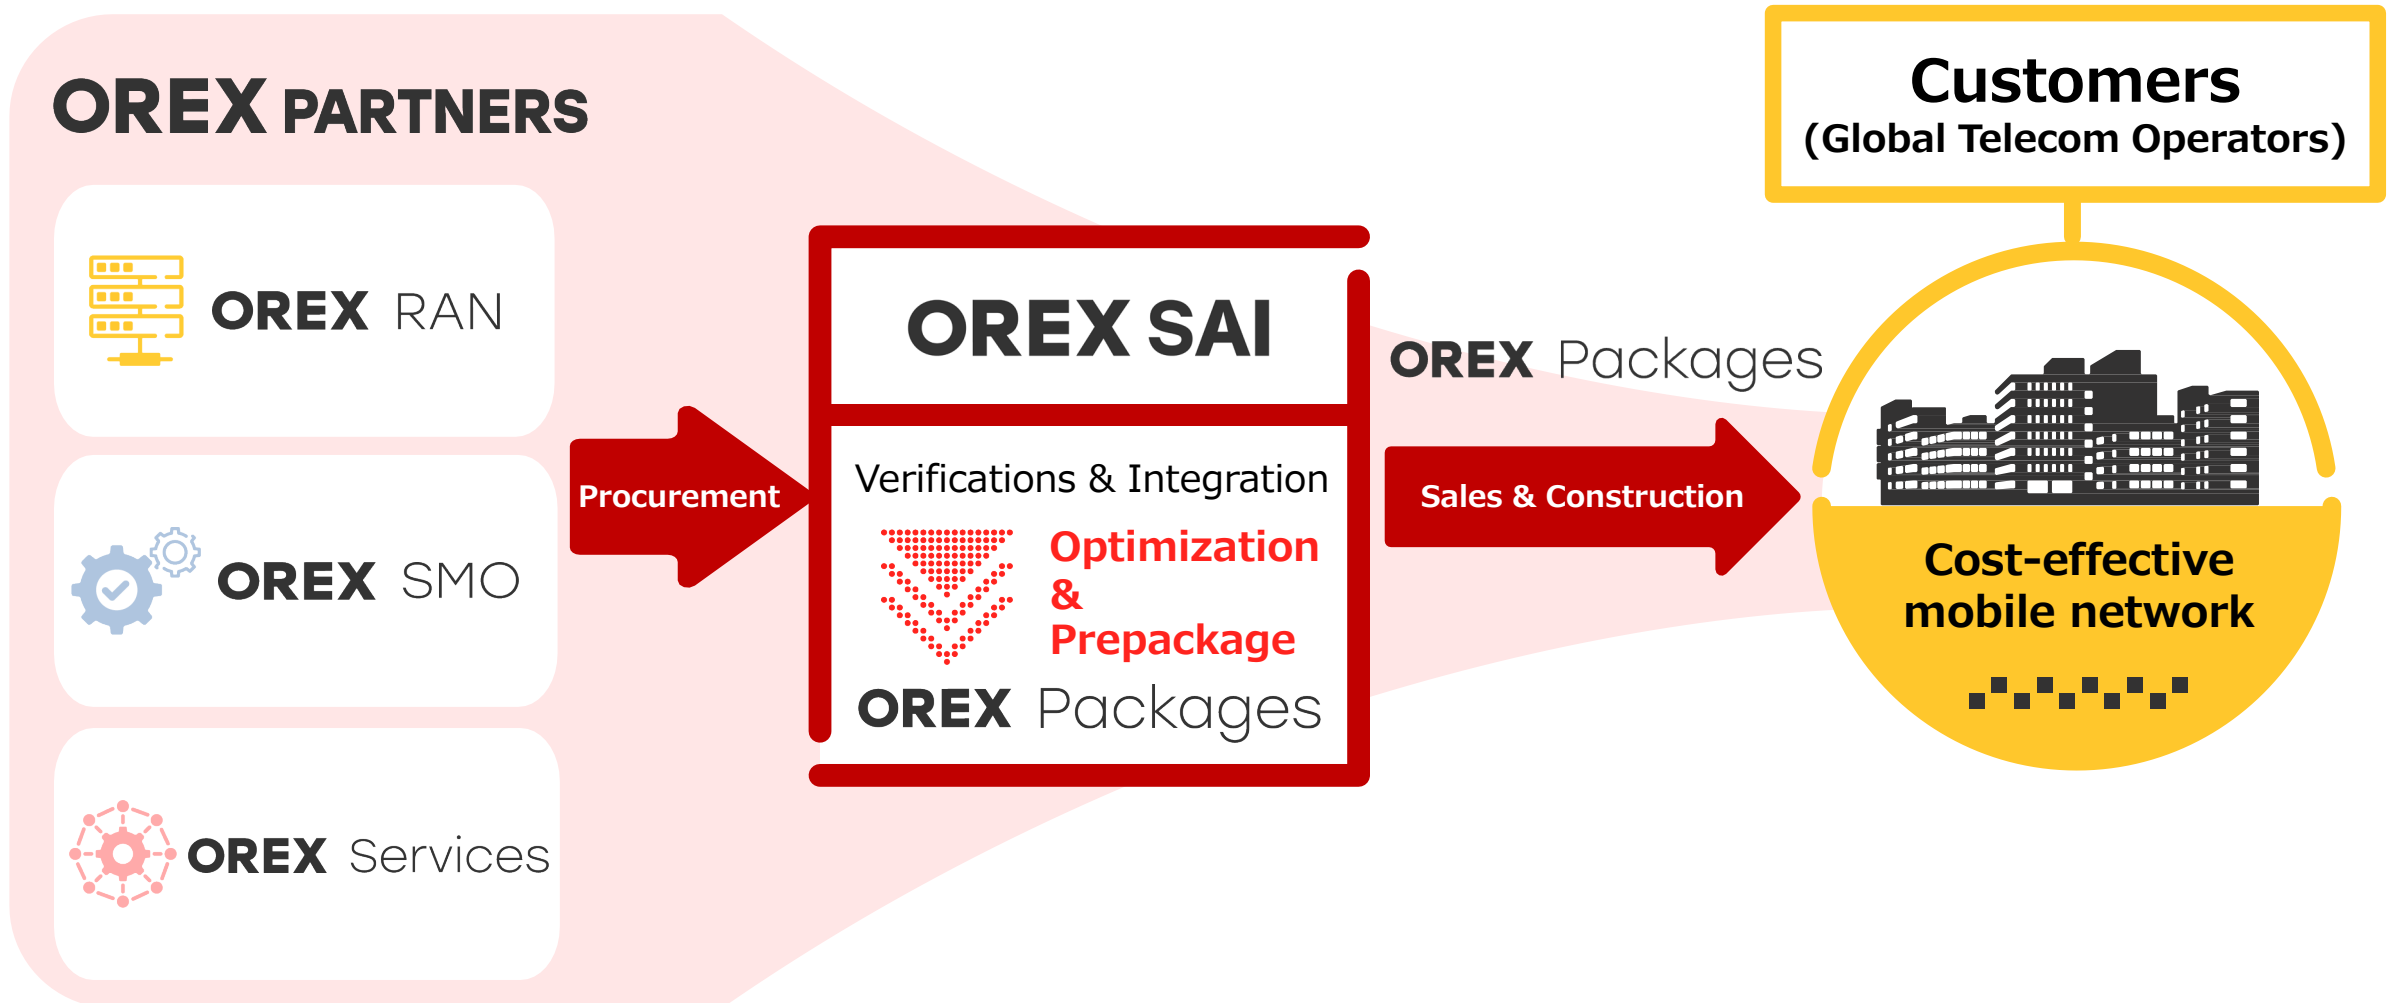 OREX PARTNERS
OREX RAN
OREX SMO
OREX Services
Procurement
OREX SAI
Verifications & Integration
Optimization
&
Prepackage
OREX Packages
OREX Packages
Sales & Construction
Customers
(Global Telecom Operators)
Cost-effective
mobile network